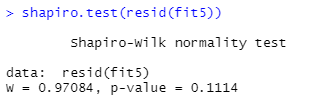 > shapiro.test(resid(fit5))
Shapiro-Wilk normality test
data:  resid(fit5)
W = 0.97084, p-value = 0.1114